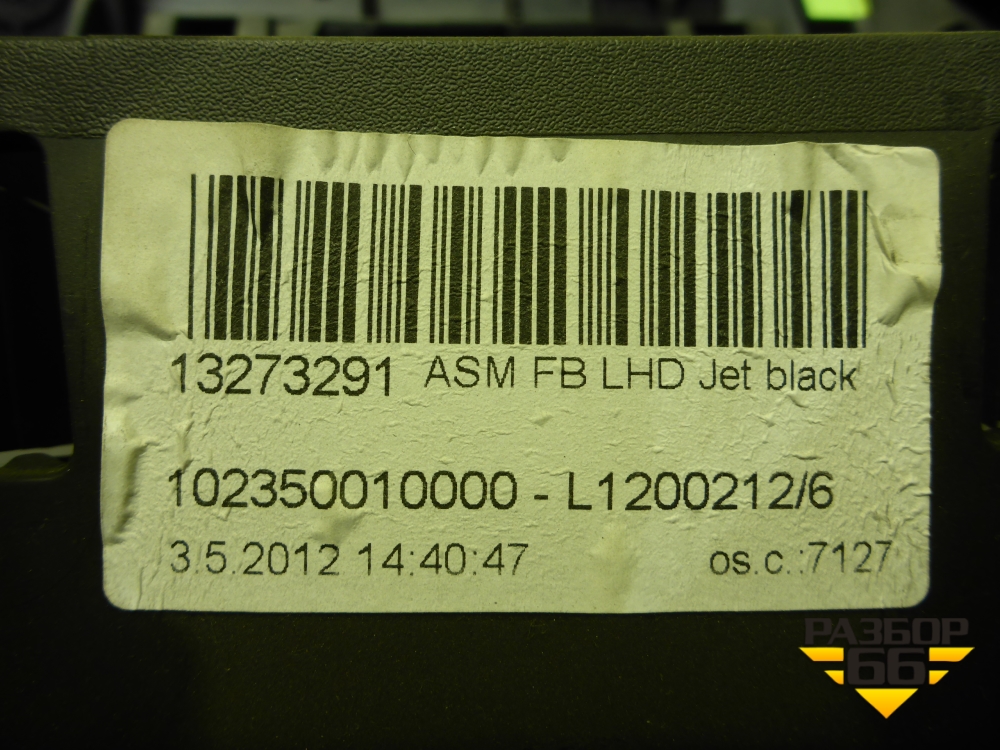 13273291 ASM FB LHD Jet black
102350010000 - L1200212/6
3.5.2012 14:40:47 os.c.:7127
РАЗБОР
66